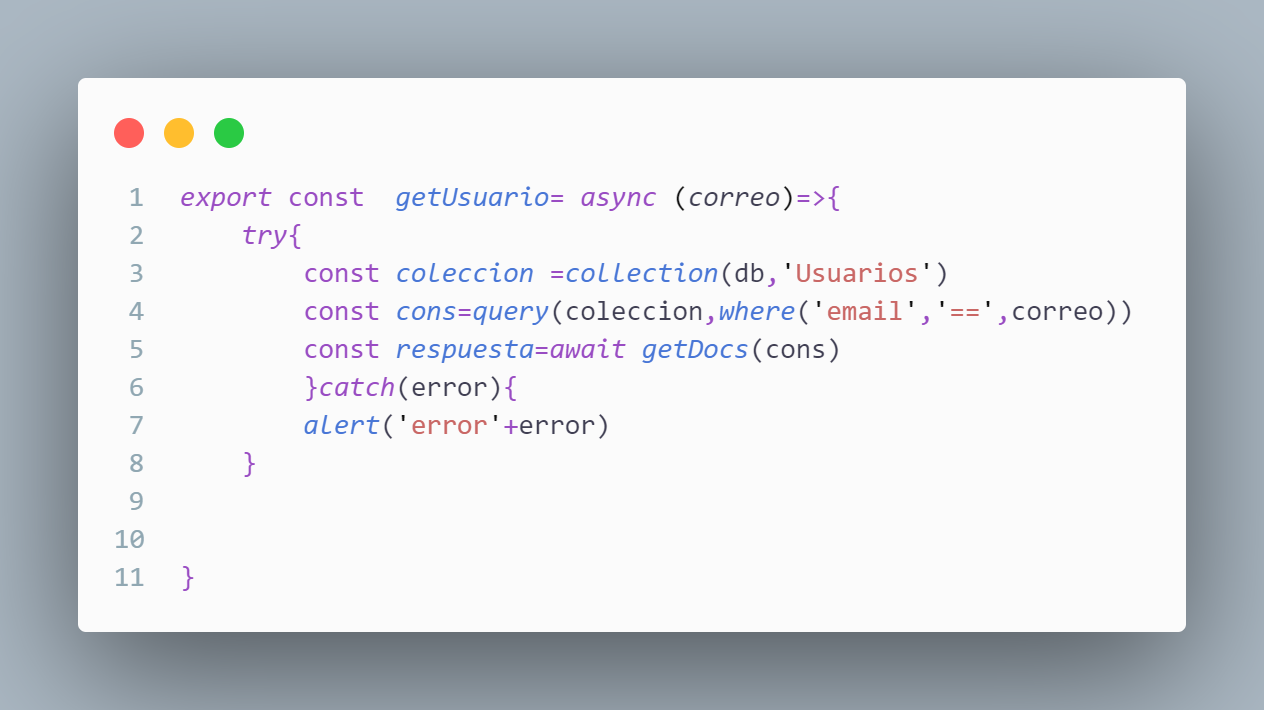 1 export const  getUsuario= async (correo)=>{
2     try{
3         const coleccion =collection(db,'Usuarios')
4         const cons=query(coleccion,where('email','==',correo))
5         const respuesta=await getDocs(cons)
6         }catch(error){
7         alert('error'+error)
8     }
9
10
11 }